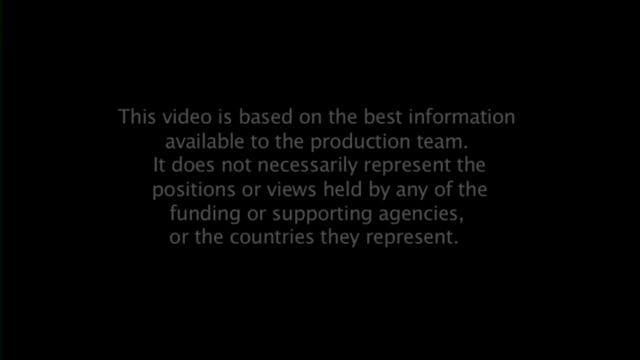 This video is based on the best information
available to the production team.
It does not necessarily represent the
positions or views held by any of the
funding or supporting agencies,
or the countries they represent.